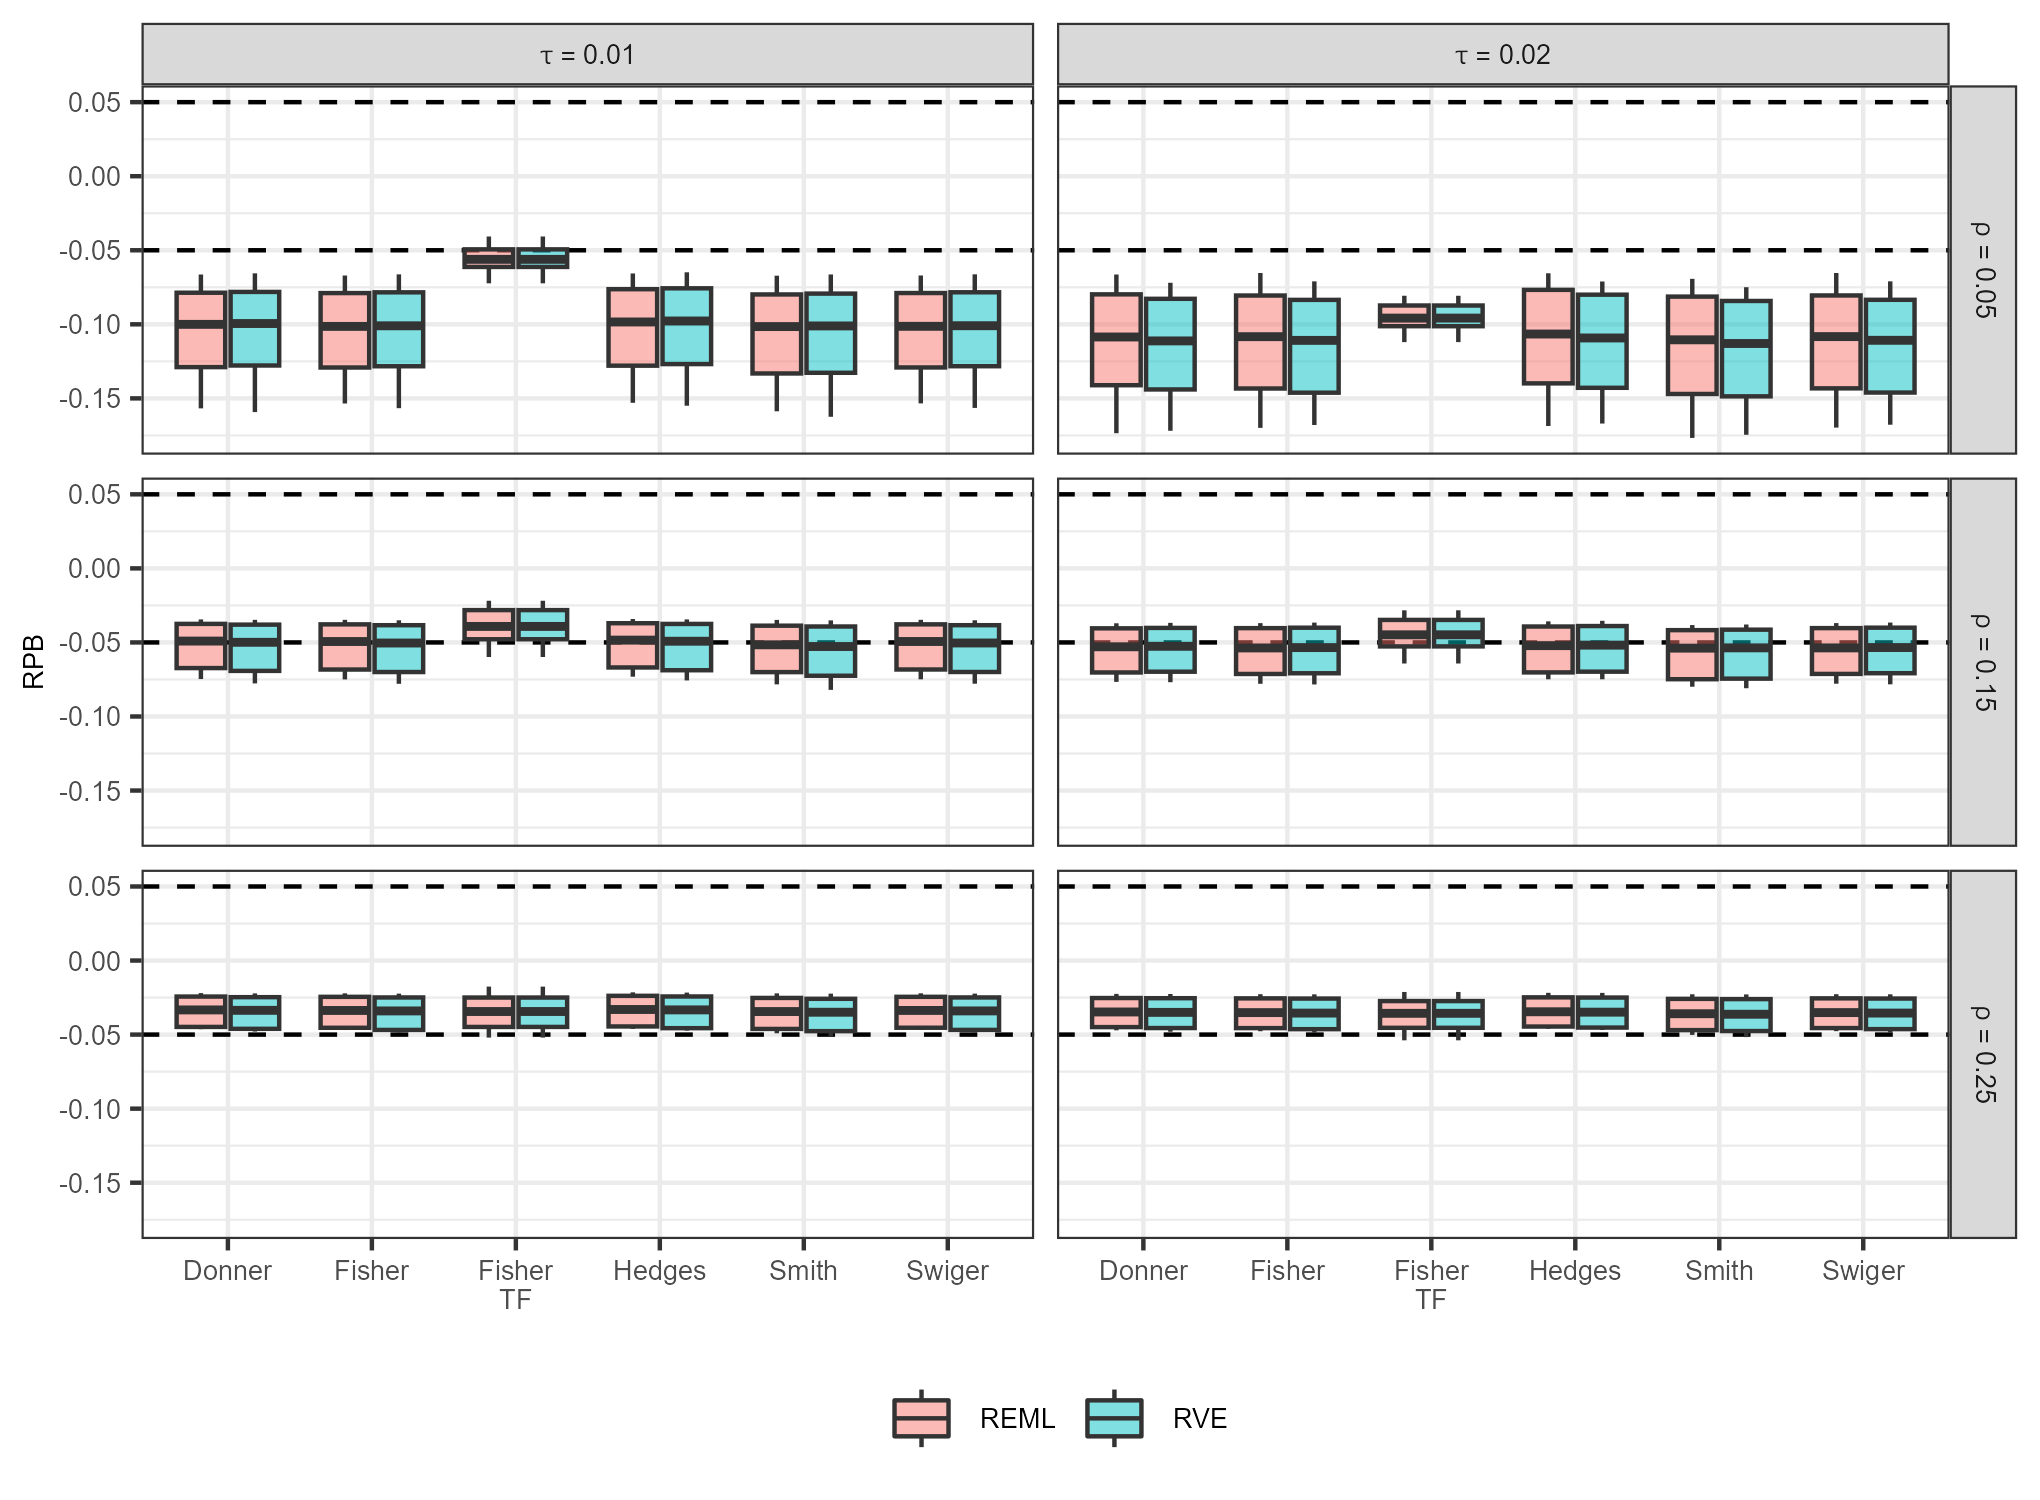 τ = 0.01
τ = 0.02
0.05
0.00
-0.05
-0.10
-0.15
ρ = 0.05
RPB
0.05
0.00
-0.05
-0.10
-0.15
ρ = 0.15
0.05
0.00
-0.05
-0.10
-0.15
ρ = 0.25
Donner
Fisher
Fisher
TF
Hedges
Smith
Swiger
Donner
Fisher
Fisher
TF
Hedges
Smith
Swiger
REML
RVE